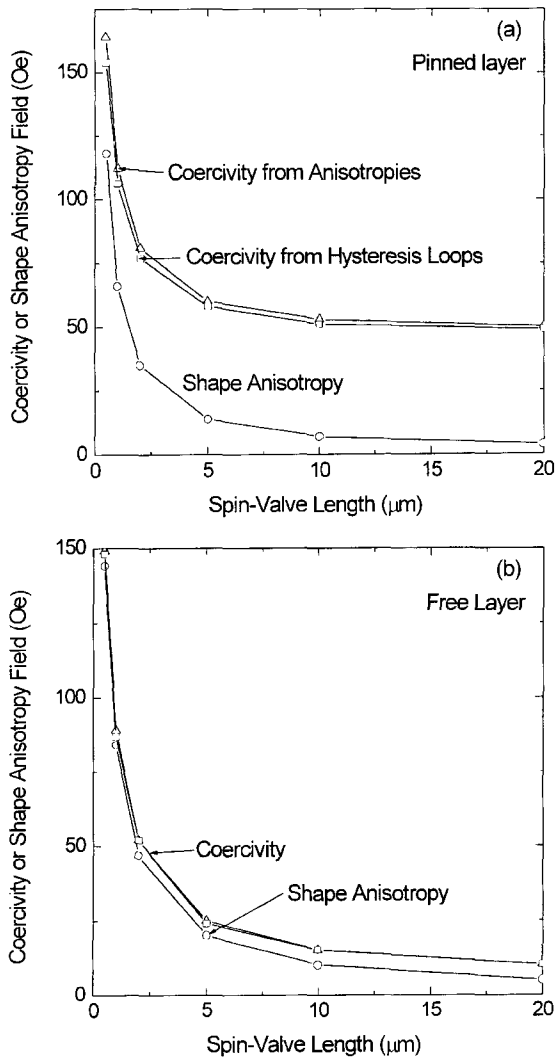 (a)
Pinned layer
150
100
50
0
Coercivity or Shape Anisotropy Field (Oe)
Coercivity from Anisotropies
Coercivity from Hysteresis Loops
Shape Anisotropy
0 5 10 15 20
Spin-Valve Length (μm)
(b)
Free Layer
150
100
50
0
Coercivity or Shape Anisotropy Field (Oe)
Coercivity
Shape Anisotropy
0 5 10 15 20
Spin-Valve Length (μm)